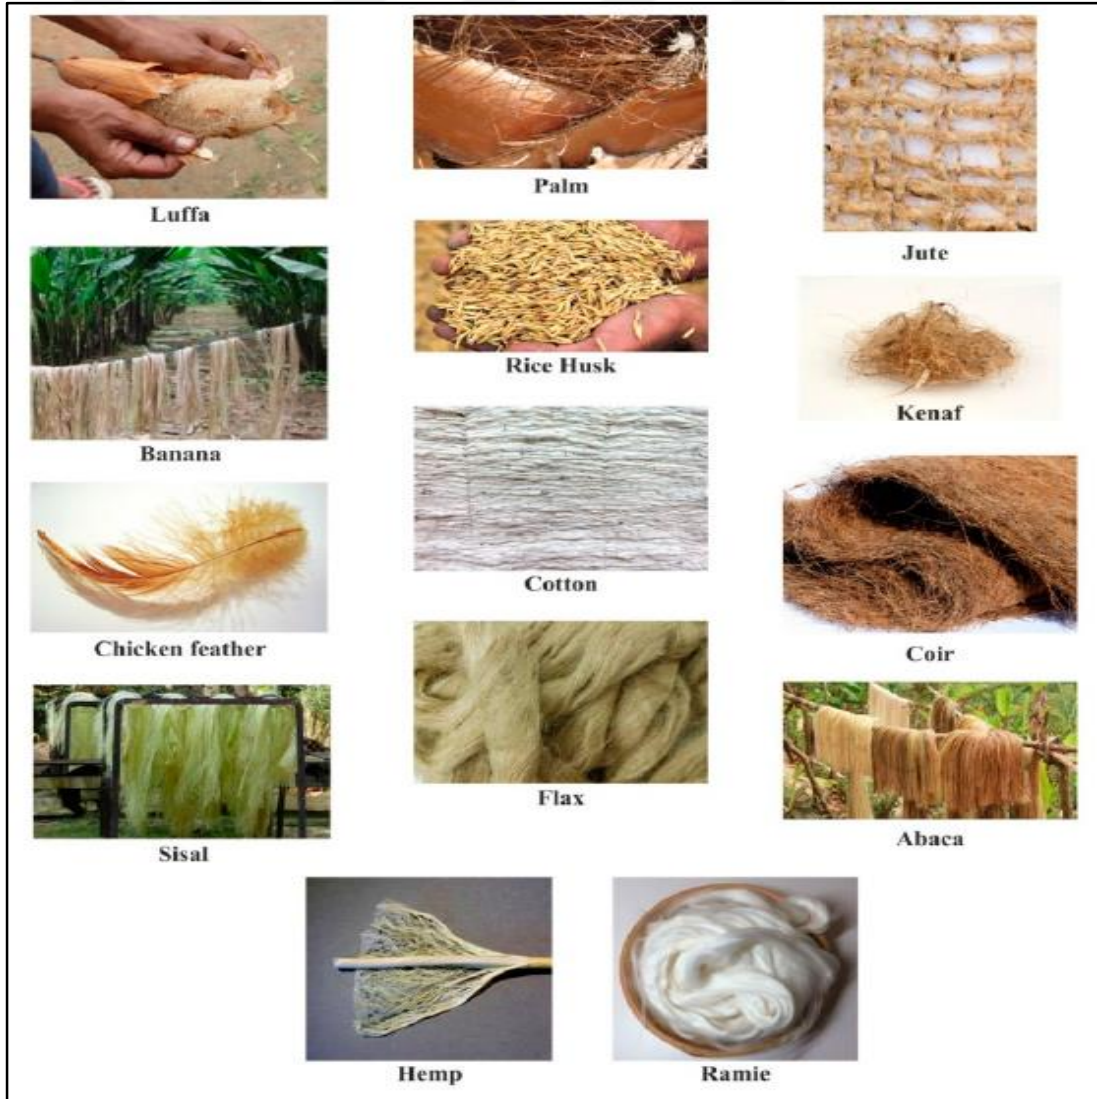 Luffa
Palm
Jute
Banana
Rice Husk
Kenaf
Chicken feather
Cotton
Coir
Sisal
Flax
Abaca
Hemp
Ramie